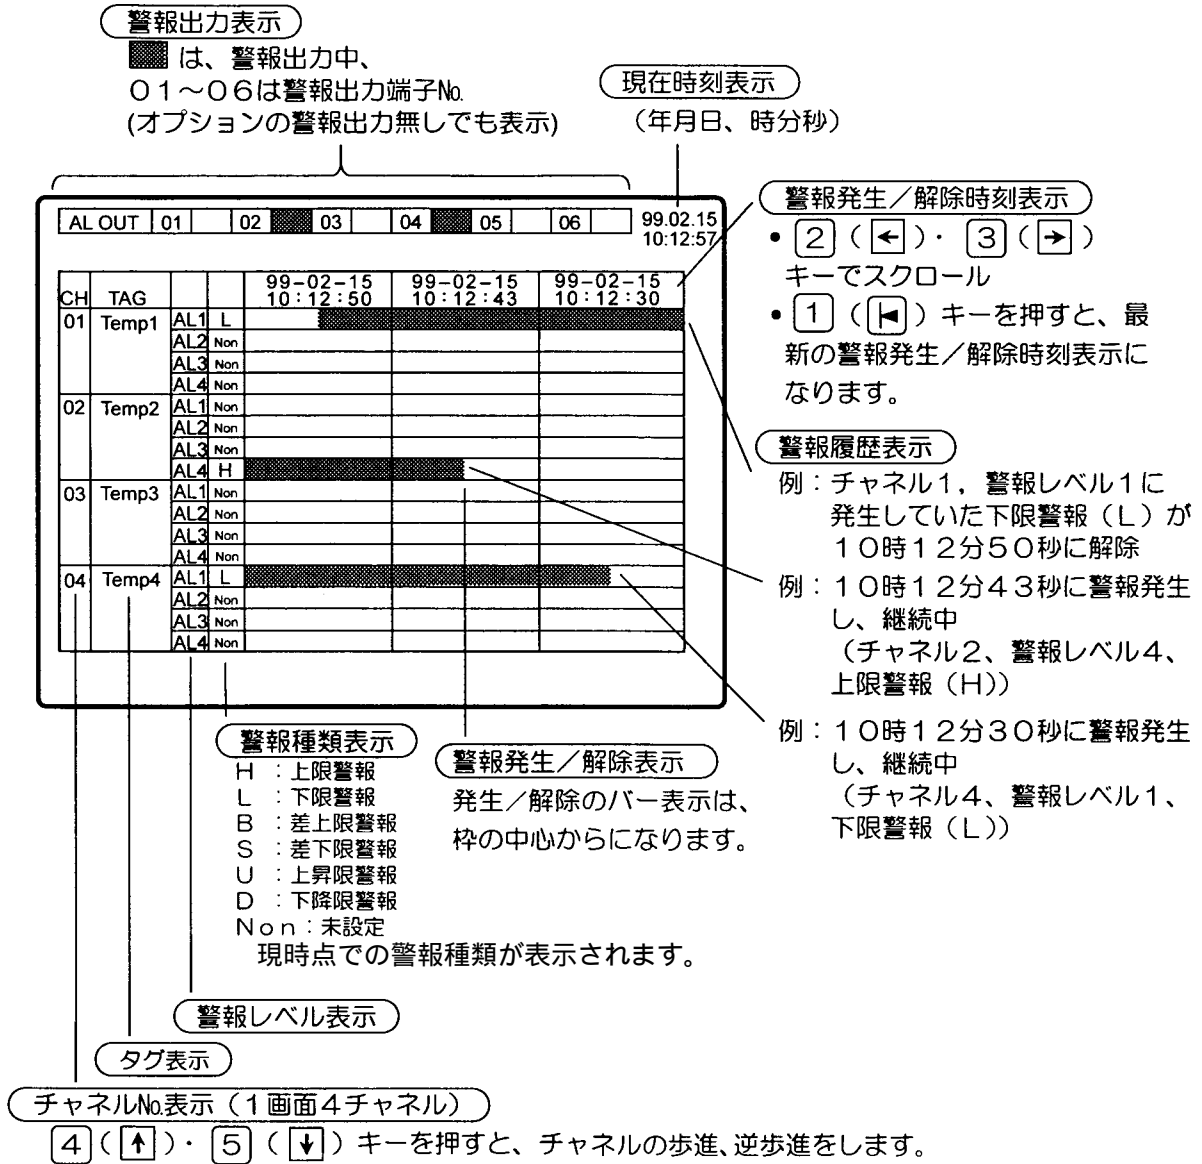 警報出力表示
は、警報出力中、
01～06は警報出力端子№
(オプションの警報出力無しでも表示)
現在時刻表示
（年月日、時分秒）
AL OUT 01 02 03 04 05 06
99.02.15
10:12:57
警報発生／解除時刻表示
• 2（←）・ 3（→）
キーでスクロール
• 1（|◀）キーを押すと、最
新の警報発生／解除時刻表示に
なります。
99-02-15 99-02-15 99-02-15
CH TAG 10:12:50 10:12:43 10:12:30
01 Temp1 AL1 L
AL2 Non
AL3 Non
AL4 Non
02 Temp2 AL1 Non
AL2 Non
AL3 Non
AL4 H
03 Temp3 AL1 Non
AL2 Non
AL3 Non
AL4 Non
04 Temp4 AL1 L
AL2 Non
AL3 Non
AL4 Non
警報履歴表示
例：チャネル1，警報レベル1に
発生していた下限警報（L）が
10時12分50秒に解除
例：10時12分43秒に警報発生
し、継続中
（チャネル2、警報レベル4、
上限警報（H））
例：10時12分30秒に警報発生
し、継続中
（チャネル4、警報レベル1、
下限警報（L））
警報種類表示
H ：上限警報
L ：下限警報
B ：差上限警報
S ：差下限警報
U ：上昇限警報
D ：下降限警報
Non：未設定
現時点での警報種類が表示されます。
警報発生／解除表示
発生／解除のバー表示は、
枠の中心からになります。
警報レベル表示
タグ表示
チャネル№表示（1画面4チャネル）
4（↑）・ 5（↓）キーを押すと、チャネルの歩進、逆歩進をします。